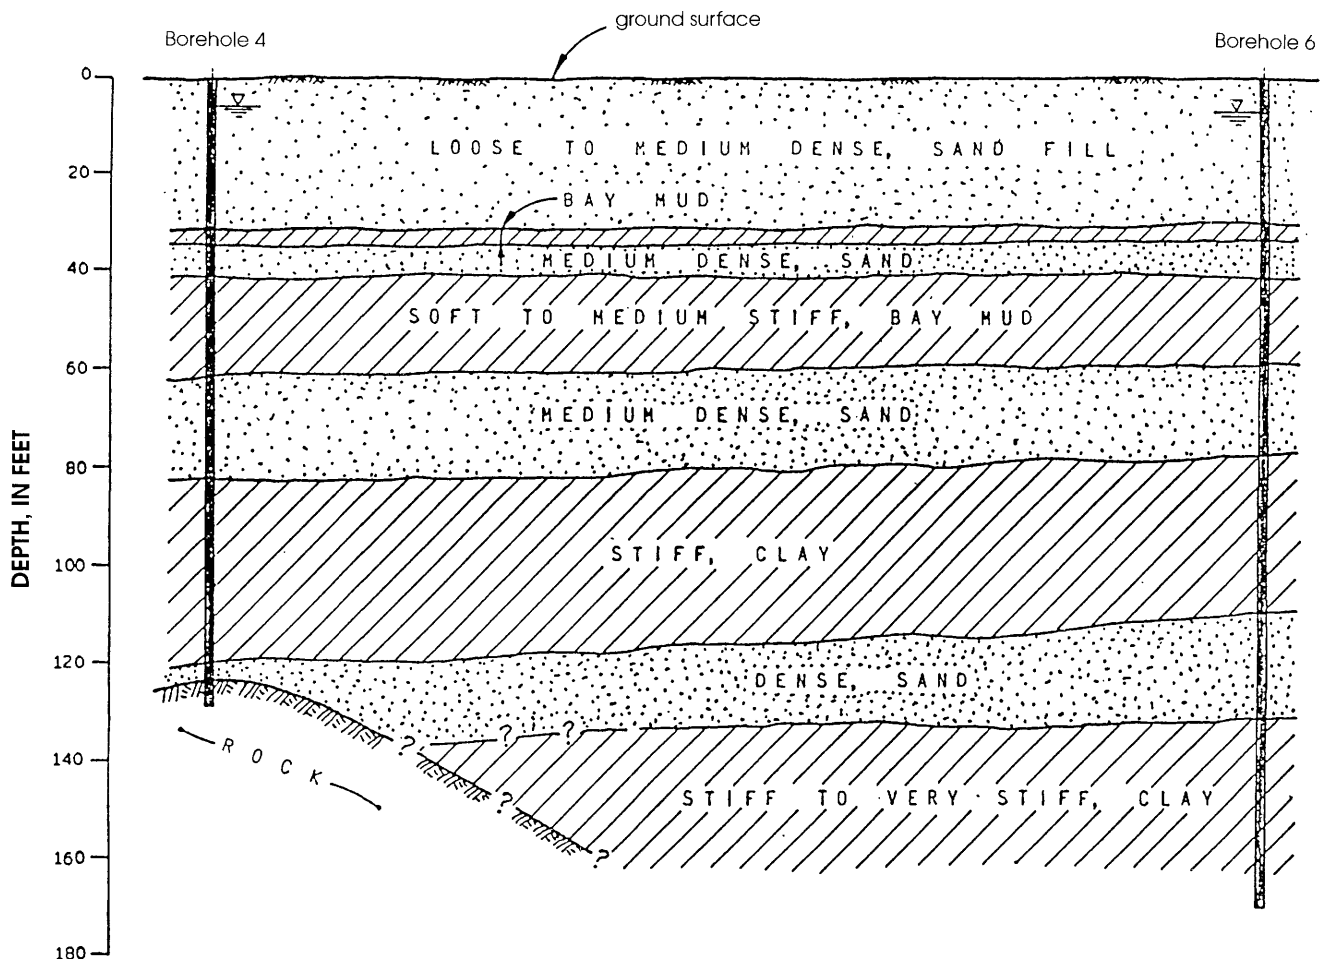 ground surface
Borehole 4
Borehole 6
0
LOOSE TO MEDIUM DENSE, SAND FILL
20
BAY MUD
40
MEDIUM DENSE, SAND
SOFT TO MEDIUM STIFF, BAY MUD
60
MEDIUM DENSE, SAND
80
DEPTH, IN FEET
STIFF, CLAY
100
120
DENSE, SAND
? ? ?
ROCK
140
? STIFF TO VERY STIFF, CLAY
160
?
180